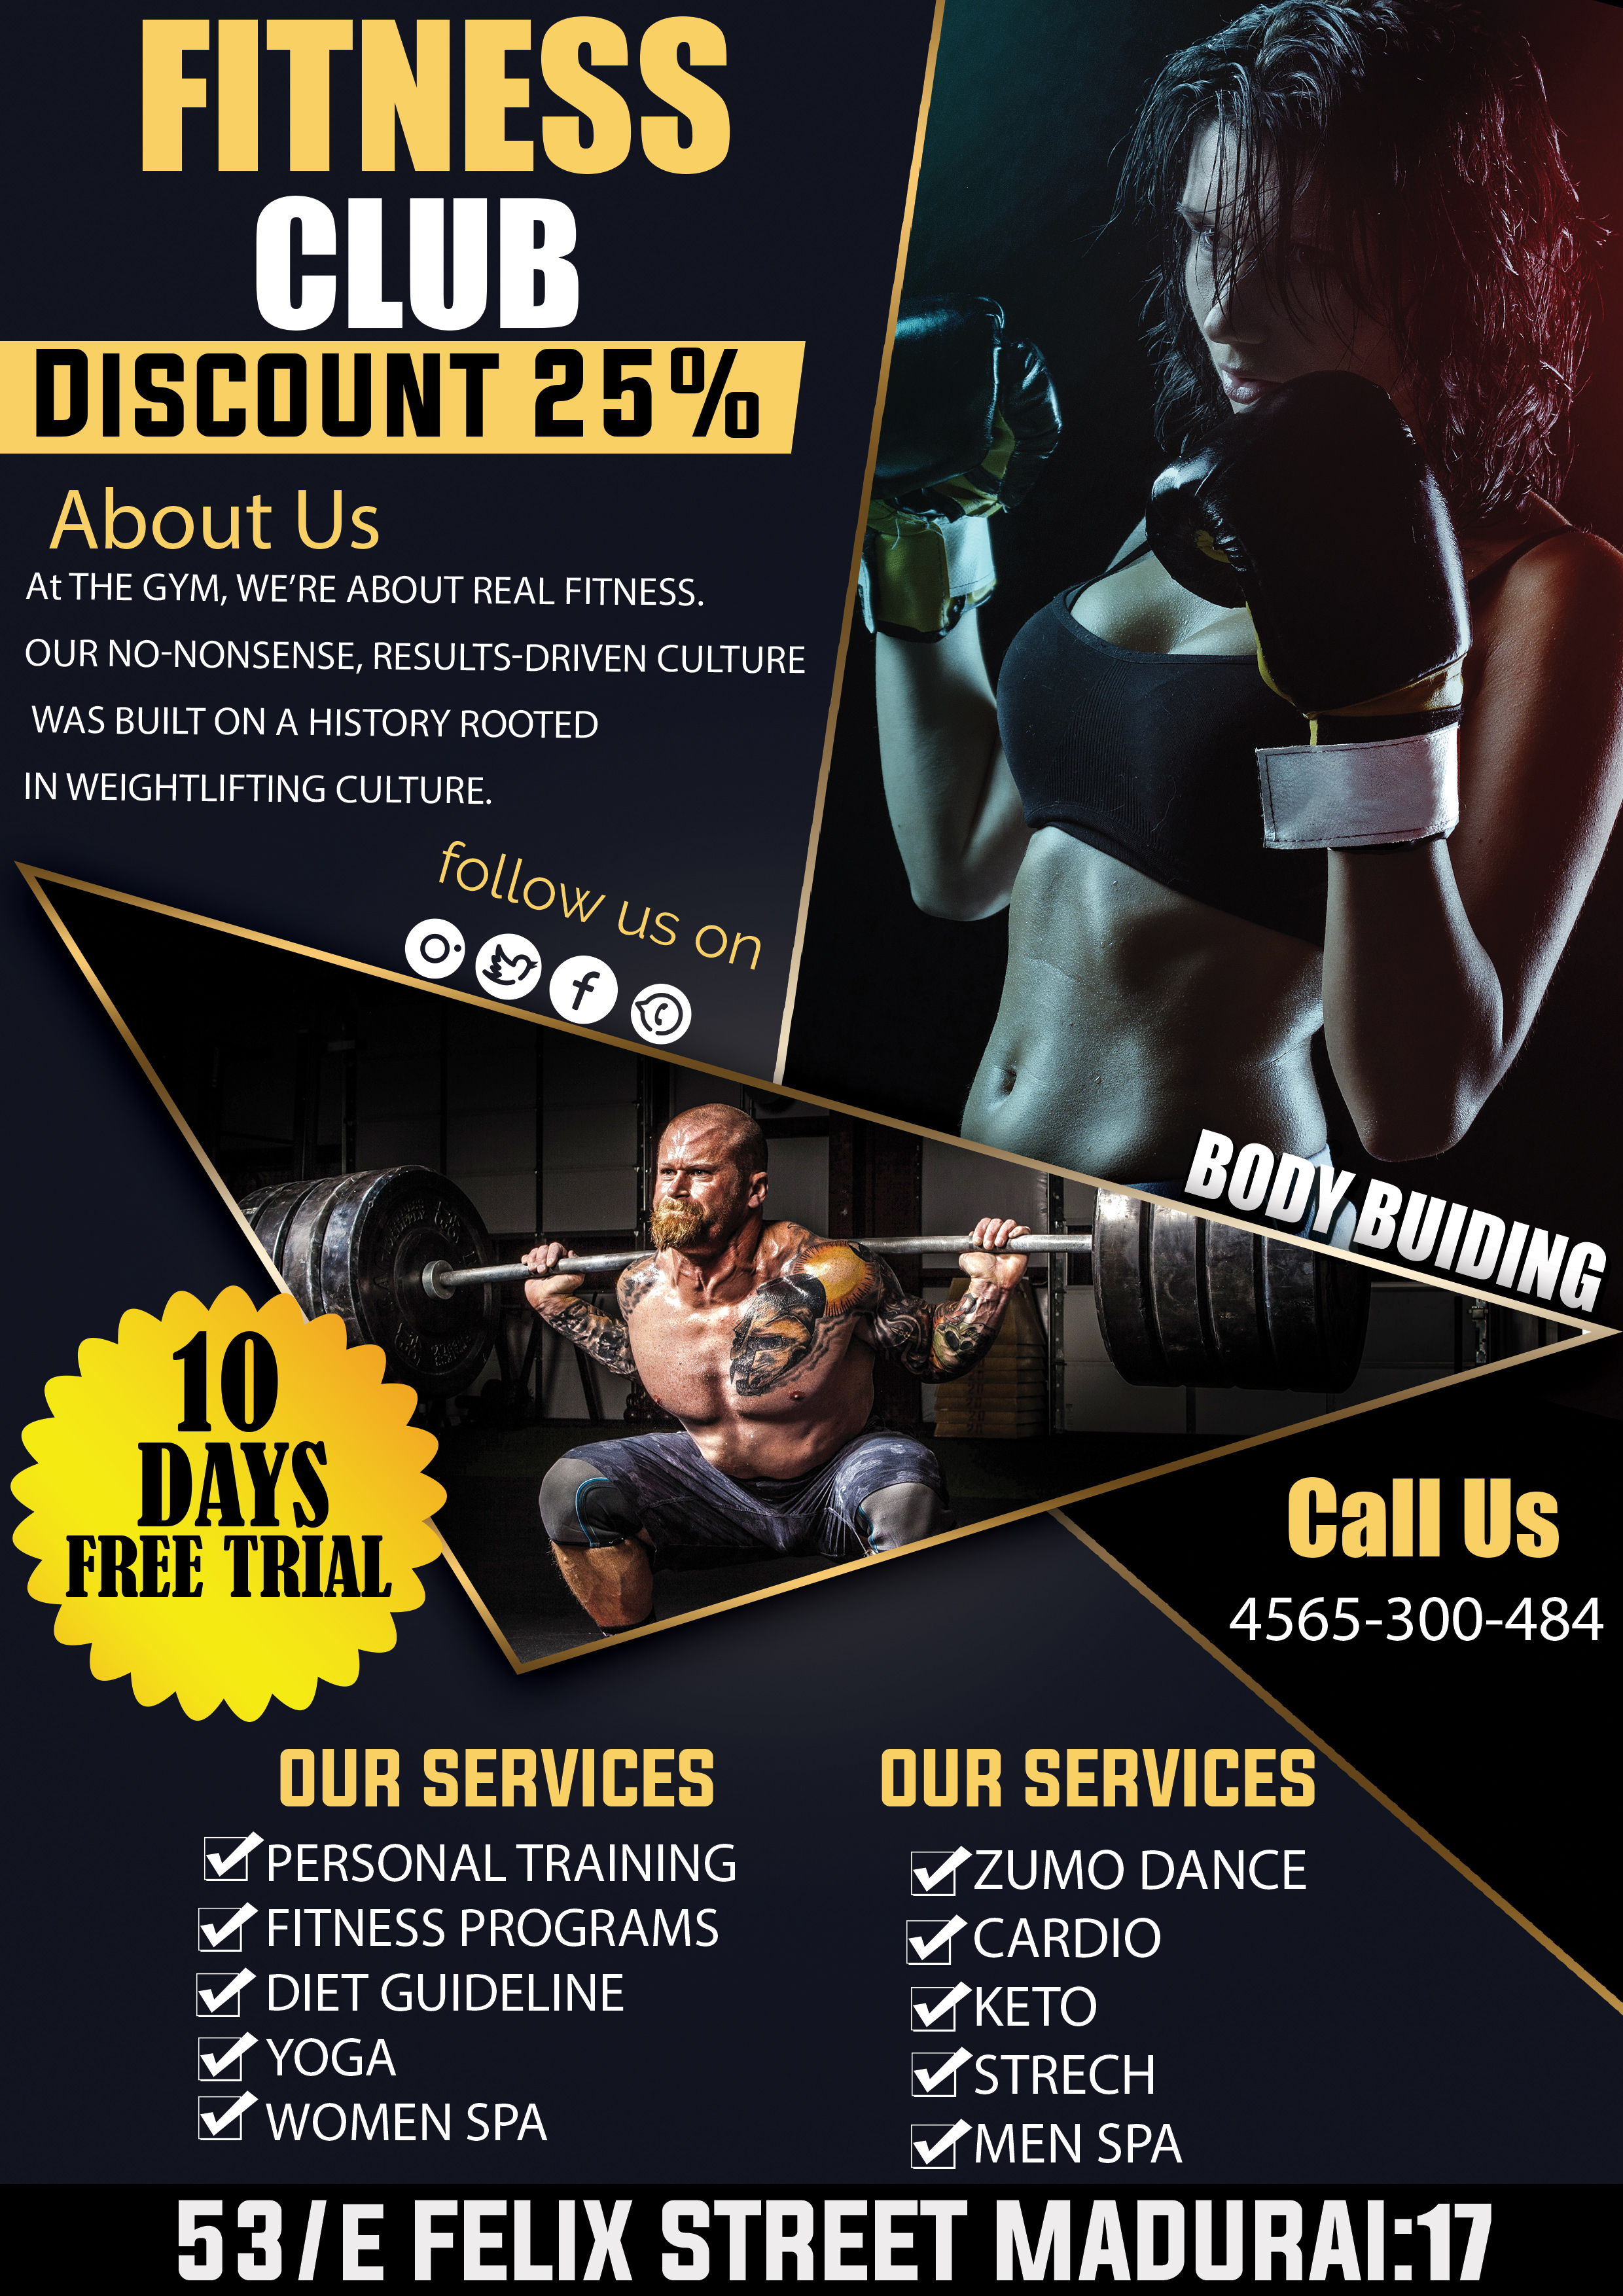 FITNESS
CLUB
DISCOUNT 25%
About Us
At THE GYM, WE'RE ABOUT REAL FITNESS.
OUR NO-NONSENSE, RESULTS-DRIVEN CULTURE
WAS BUILT ON A HISTORY ROOTED
IN WEIGHTLIFTING CULTURE.
follow us on
BODY BUIDING
10
DAYS
FREE TRIAL
Call Us
4565-300-484
OUR SERVICES
PERSONAL TRAINING
FITNESS PROGRAMS
DIET GUIDELINE
YOGA
WOMEN SPA
OUR SERVICES
ZUMO DANCE
CARDIO
KETO
STRECH
MEN SPA
53/E FELIX STREET MADURAI:17